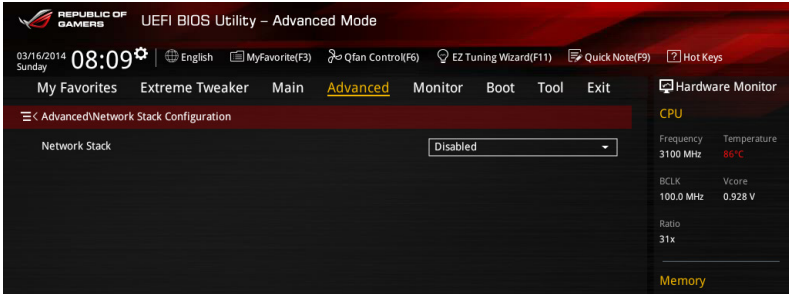 REPUBLIC OF
GAMERS
UEFI BIOS Utility – Advanced Mode
03/16/2014
Sunday
08:09
English
MyFavorite(F3)
Qfan Control(F6)
EZ Tuning Wizard(F11)
Quick Note(F9)
? Hot Keys
My Favorites Extreme Tweaker Main Advanced Monitor Boot Tool Exit
Hardware Monitor
< Advanced\Network Stack Configuration
Network Stack
Disabled
CPU
Frequency Temperature
3100 MHz 86°C
BCLK Vcore
100.0 MHz 0.928 V
Ratio
31x
Memory